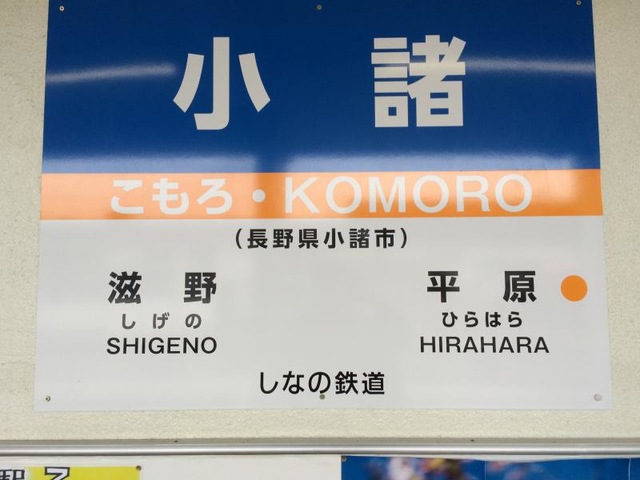 小諸
こもろ・KOMORO
（長野県小諸市）
滋野 平原
しげの ひらはら
SHIGENO HIRAHARA
しなの鉄道